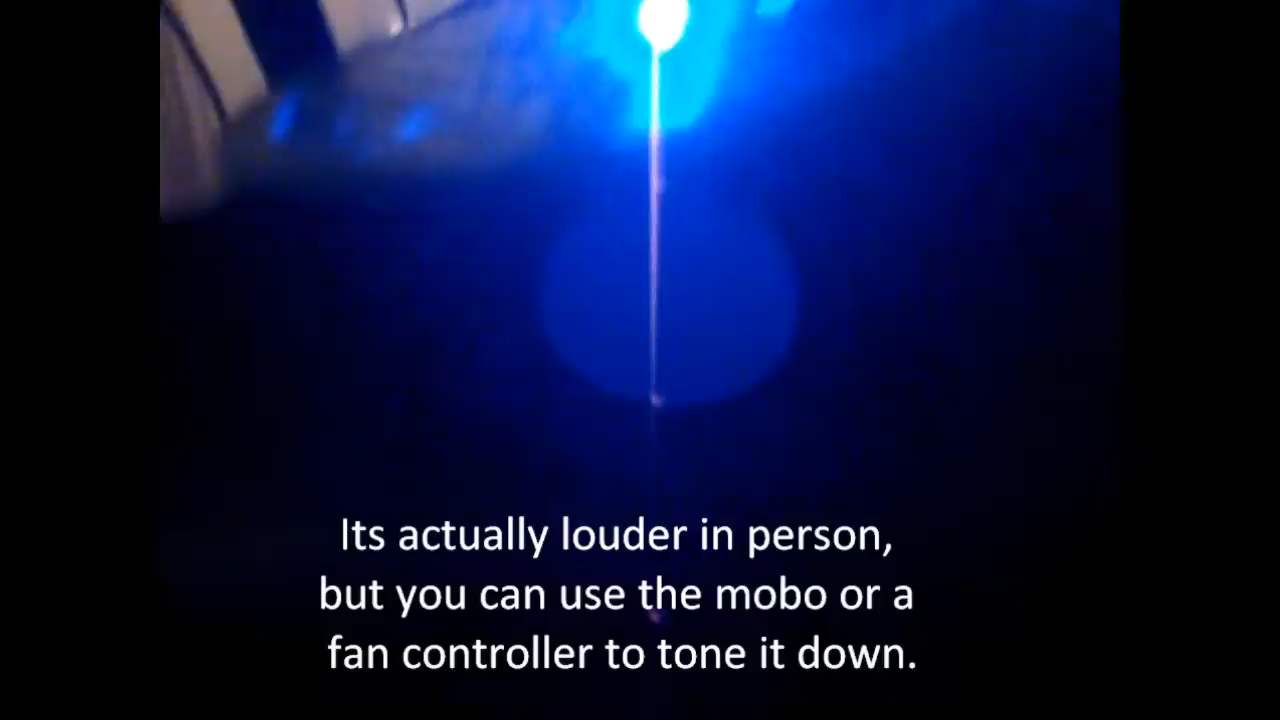 Its actually louder in person,
but you can use the mobo or a
fan controller to tone it down.